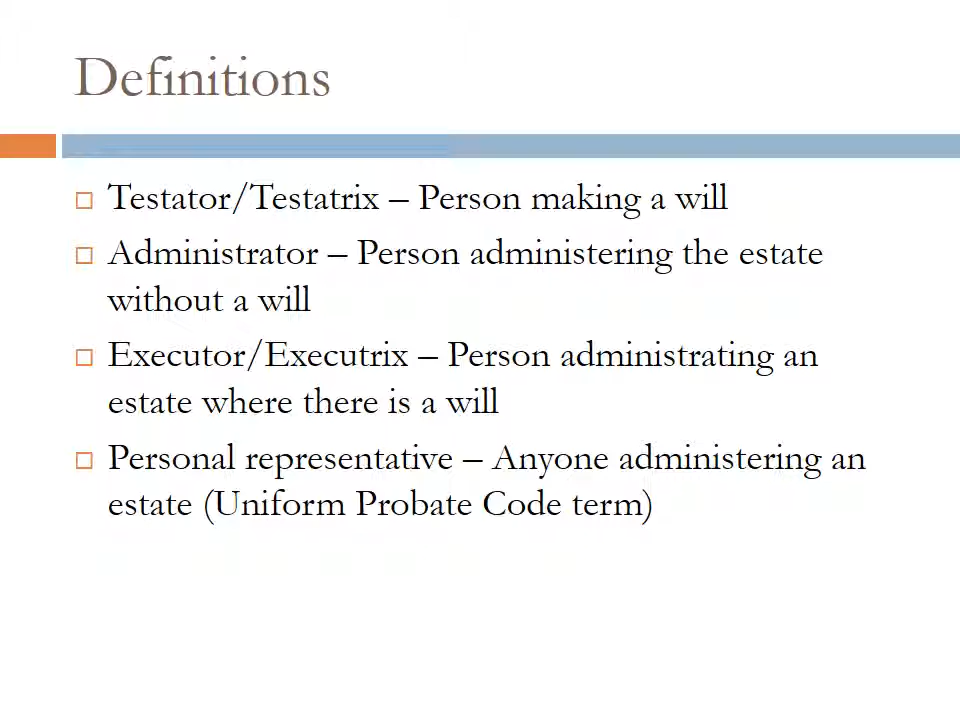 Definitions
Testator/Testatrix – Person making a will
Administrator – Person administering the estate
without a will
Executor/Executrix – Person administrating an
estate where there is a will
Personal representative – Anyone administering an
estate (Uniform Probate Code term)